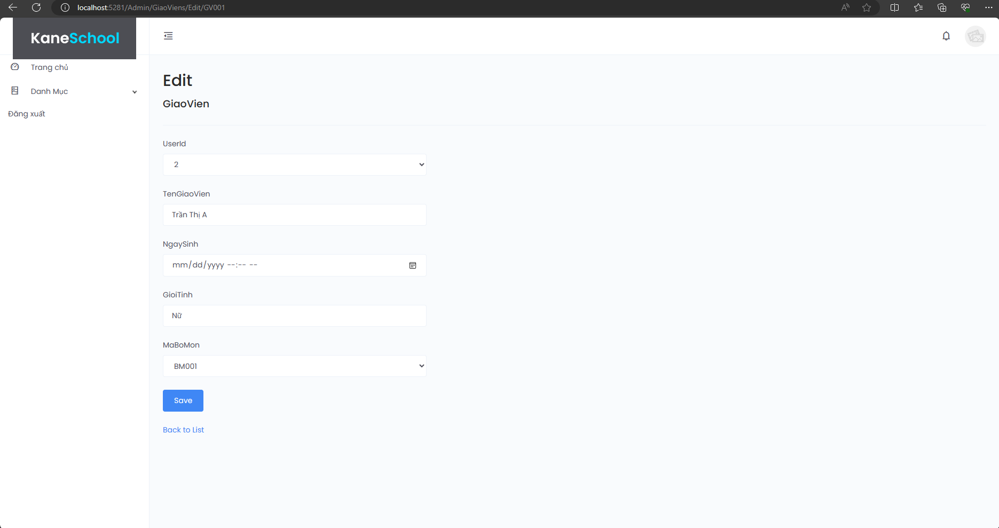 localhost:5281/Admin/GiaoViens/Edit/GV001
KaneSchool
Trang chủ
Danh Mục
Đăng xuất
Edit
GiaoVien
UserId
2
TenGiaoVien
Trần Thị A
NgaySinh
mm/dd/yyyy --:-- --
GioiTinh
Nữ
MaBoMon
BM001
Save
Back to List